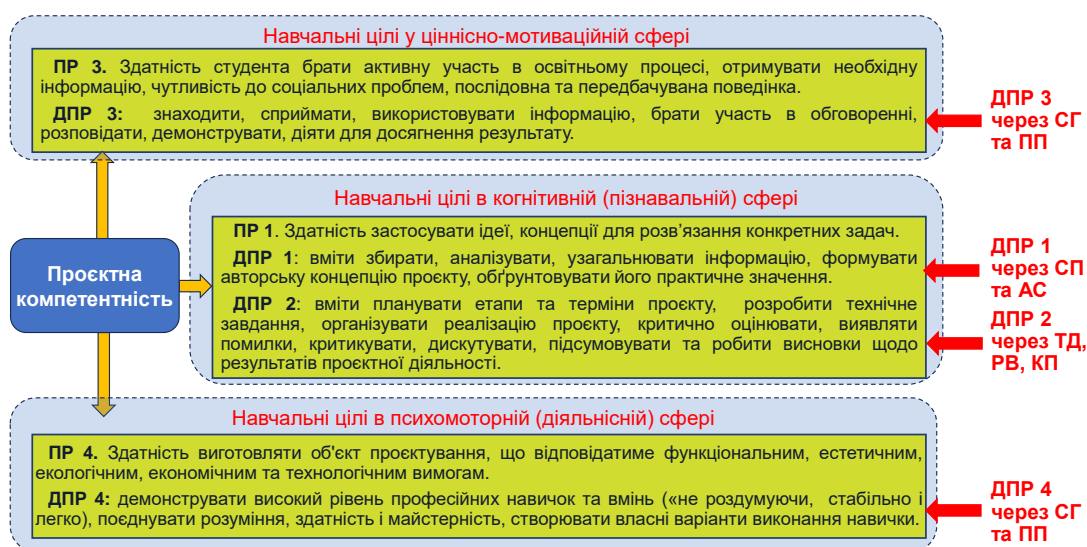 Навчальні цілі у ціннісно-мотиваційній сфері
ПР 3. Здатність студента брати активну участь в освітньому процесі, отримувати необхідну
інформацію, чутливість до соціальних проблем, послідовна та передбачувана поведінка.
ДПР 3: знаходити, сприймати, використовувати інформацію, брати участь в обговоренні,
розповідати, демонструвати, діяти для досягнення результату.
ДПР 3
через СГ
та ПП
Навчальні цілі в когнітивній (пізнавальній) сфері
ПР 1. Здатність застосувати ідеї, концепції для розв’язання конкретних задач.
ДПР 1: вміти збирати, аналізувати, узагальнювати інформацію, формувати
авторську концепцію проєкту, обґрунтовувати його практичне значення.
ДПР 2: вміти планувати етапи та терміни проєкту, розробити технічне
завдання, організувати реалізацію проєкту, критично оцінювати, виявляти
помилки, критикувати, дискутувати, підсумовувати та робити висновки щодо
результатів проєктної діяльності.
ДПР 1
через СП
та АС
ДПР 2
через ТД,
РВ, КП
Проєктна
компетентність
Навчальні цілі в психомоторній (діяльнісній) сфері
ПР 4. Здатність виготовляти об'єкт проєктування, що відповідатиме функціональним, естетичним,
екологічним, економічним та технологічним вимогам.
ДПР 4: демонструвати високий рівень професійних навичок та вмінь («не роздумуючи, стабільно і
легко), поєднувати розуміння, здатність і майстерність, створювати власні варіанти виконання навички.
ДПР 4
через СГ
та ПП